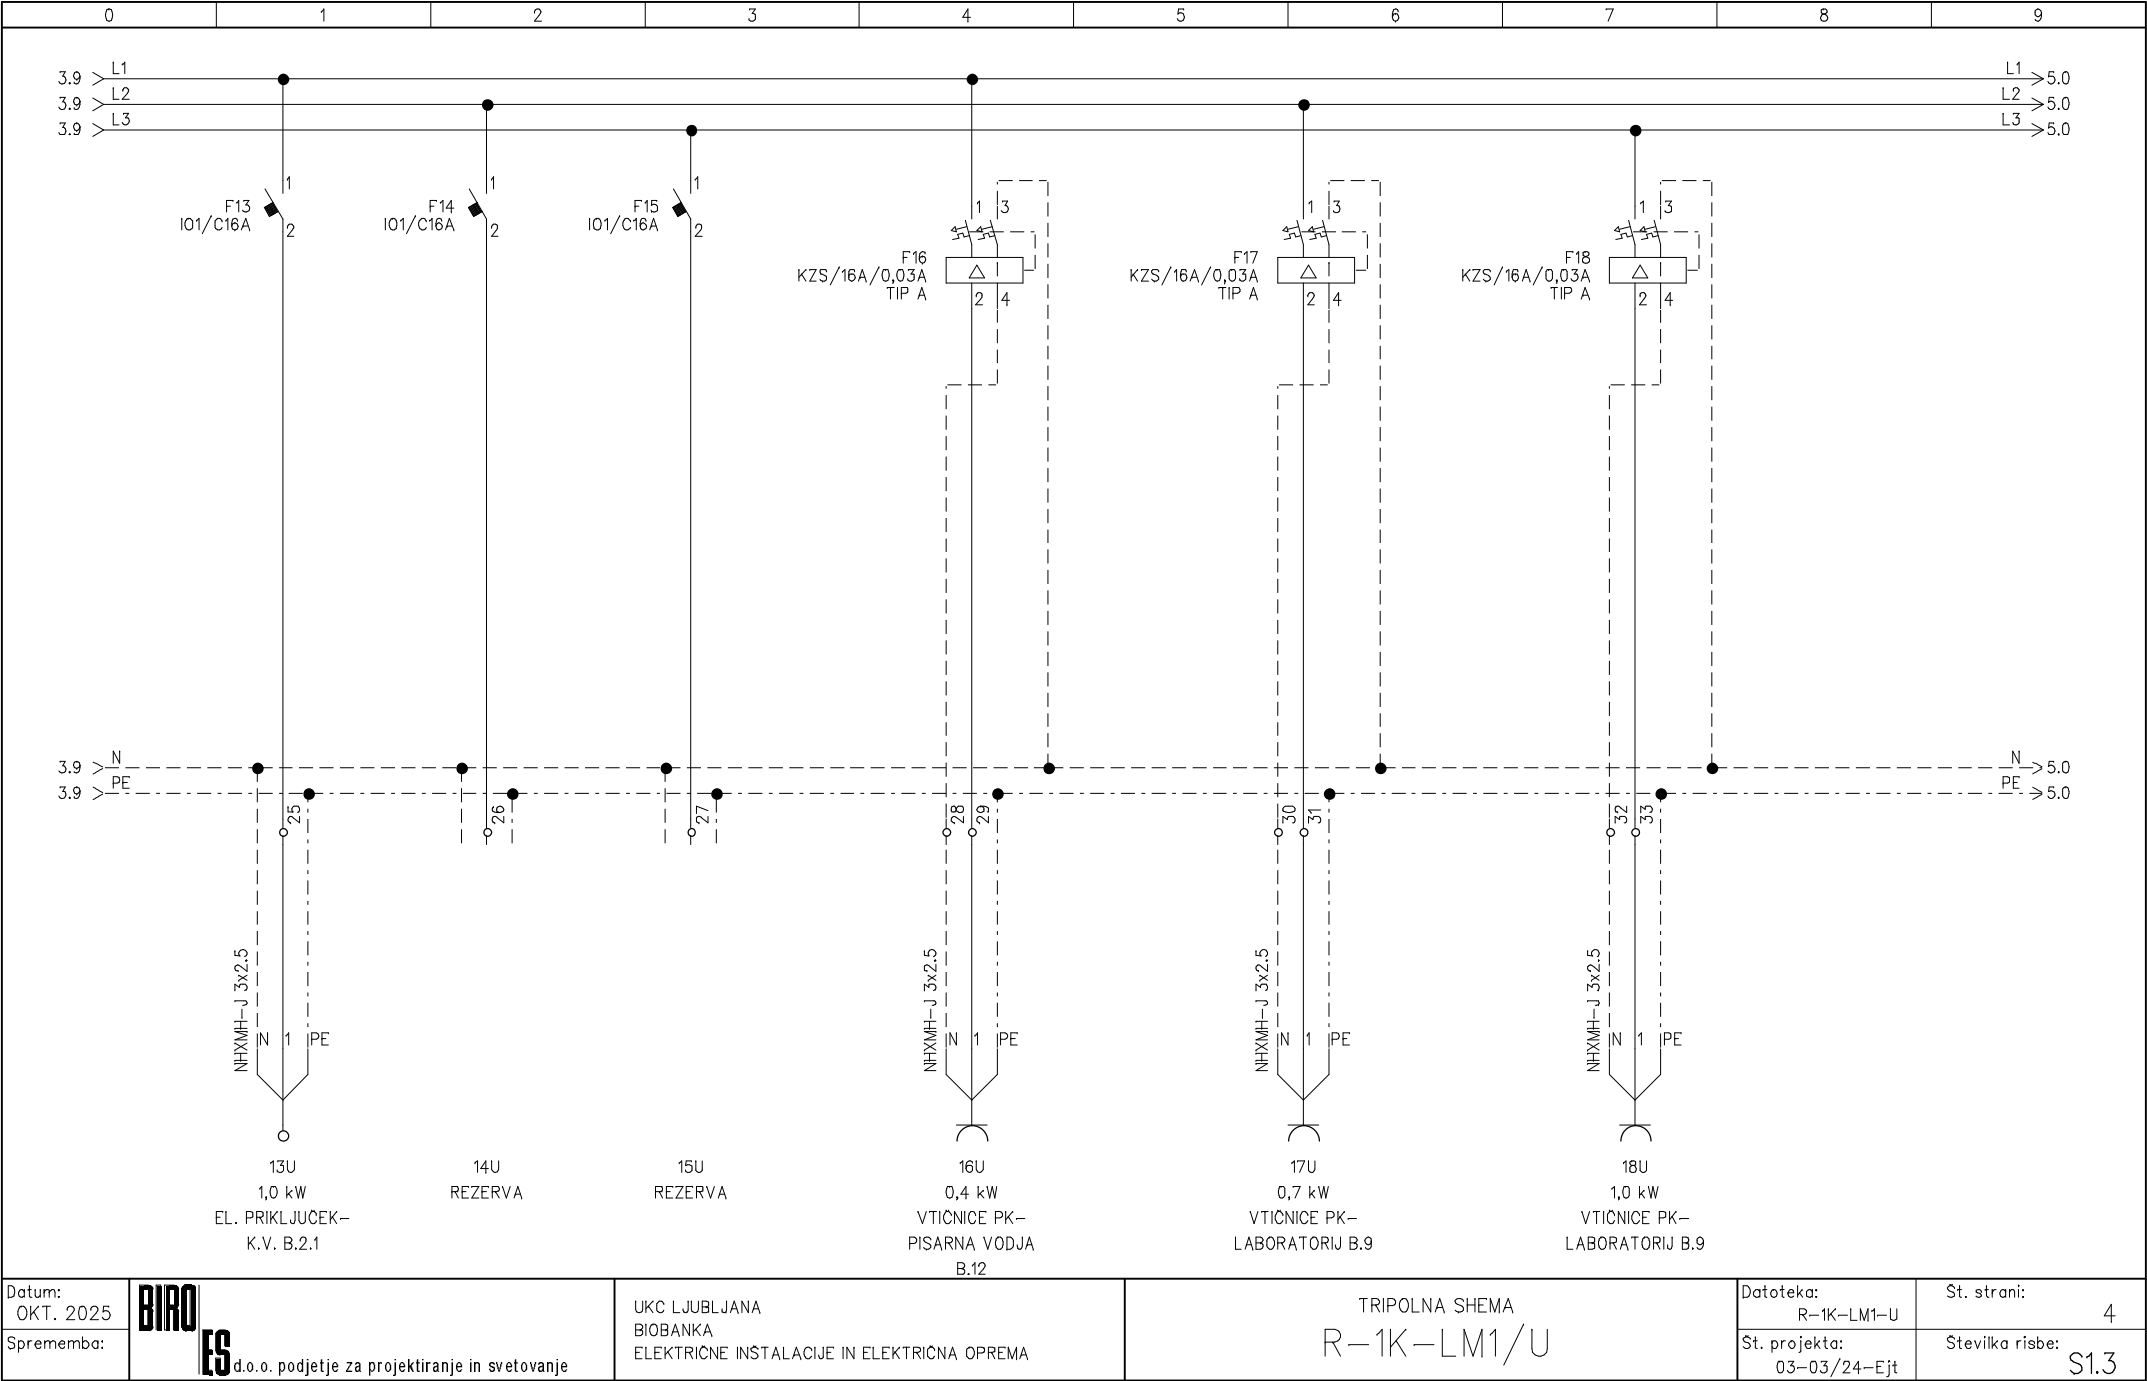 0 1 2 3 4 5 6 7 8 9
3.9 L1 L1 5.0
3.9 L2 L2 5.0
3.9 L3 L3 5.0
1 1 1
F13 F14 F15
I01/C16A I01/C16A I01/C16A
2 2 2
1 3 1 3 1 3
F16 F17 F18
KZS/16A/0,03A KZS/16A/0,03A KZS/16A/0,03A
TIP A TIP A TIP A
2 4 2 4 2 4
3.9 N N 5.0
3.9 PE PE 5.0
25 26 27 28 29 30 31 32 33
NHXMH-J 3x2.5 NHXMH-J 3x2.5 NHXMH-J 3x2.5 NHXMH-J 3x2.5
N 1 PE N 1 PE N 1 PE N 1 PE
13U 14U 15U 16U 17U 18U
1,0 kW REZERVA REZERVA 0,4 kW 0,7 kW 1,0 kW
EL. PRIKLJUČEK- VTIČNICE PK- VTIČNICE PK- VTIČNICE PK-
K.V. B.2.1 PISARNA VODJA LABORATORIJ B.9 LABORATORIJ B.9
B.12
Datum:
OKT. 2025
Sprememba:
BIRO
ES d.o.o. podjetje za projektiranje in svetovanje
UKC LJUBLJANA
BIOBANKA
ELEKTRIČNE INŠTALACIJE IN ELEKTRIČNA OPREMA
TRIPOLNA SHEMA
R-1K-LM1/U
Datoteka:
R-1K-LM1-U
Št. projekta:
03-03/24-Ejt
Št. strani:
4
Številka risbe:
S1.3